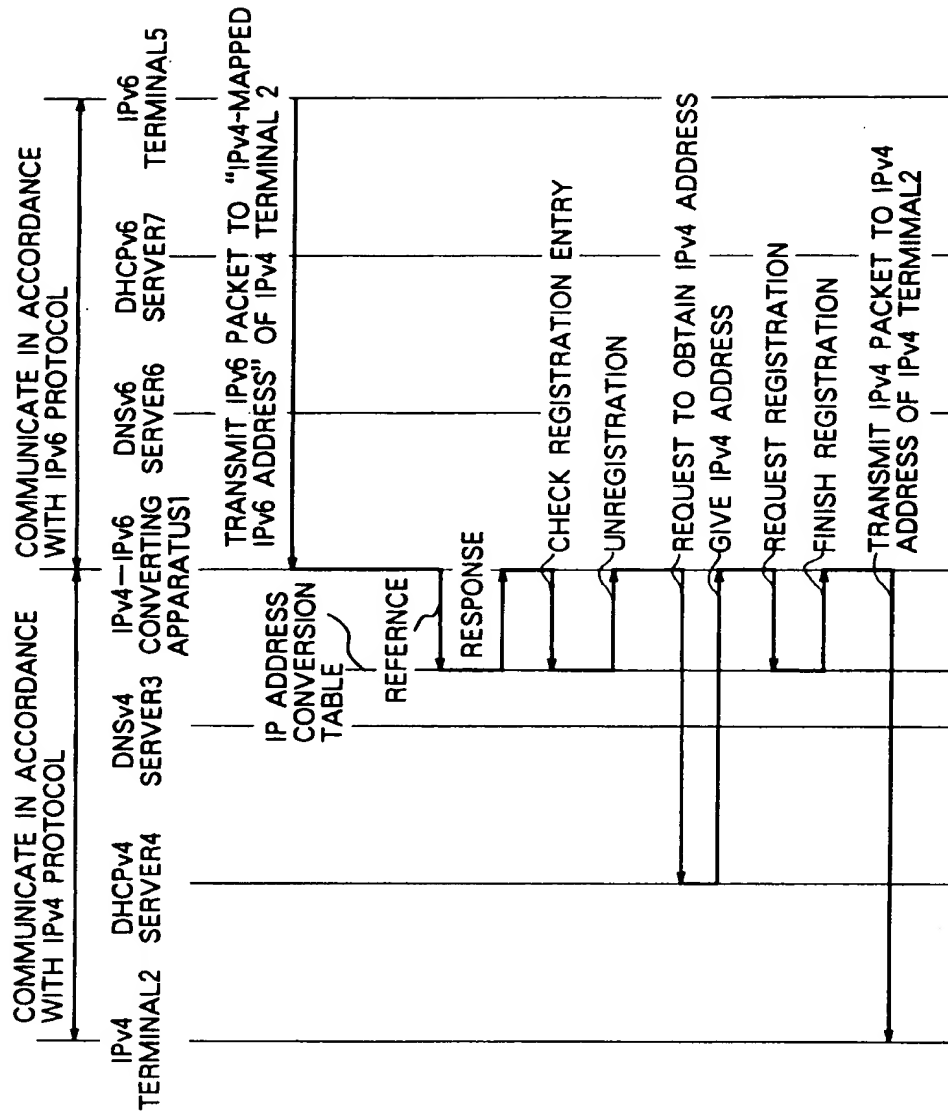 COMMUNICATE IN ACCORDANCE
WITH IPv4 PROTOCOL
COMMUNICATE IN ACCORDANCE
WITH IPv6 PROTOCOL
IPv4
TERMINAL2
DHCPv4
SERVER4
DNSv4
SERVER3
IPv4—IPv6
CONVERTING
APPARATUS1
DNSv6
SERVER6
DHCPv6
SERVER7
IPv6
TERMINAL5
TRANSMIT IPv6 PACKET TO "IPv4-MAPPED
IPv6 ADDRESS" OF IPv4 TERMINAL 2
IP ADDRESS
CONVERSION
TABLE
REFERNCE
RESPONSE
CHECK REGISTRATION ENTRY
UNREGISTRATION
REQUEST TO OBTAIN IPv4 ADDRESS
GIVE IPv4 ADDRESS
REQUEST REGISTRATION
FINISH REGISTRATION
TRANSMIT IPv4 PACKET TO IPv4
ADDRESS OF IPv4 TERMIMAL2